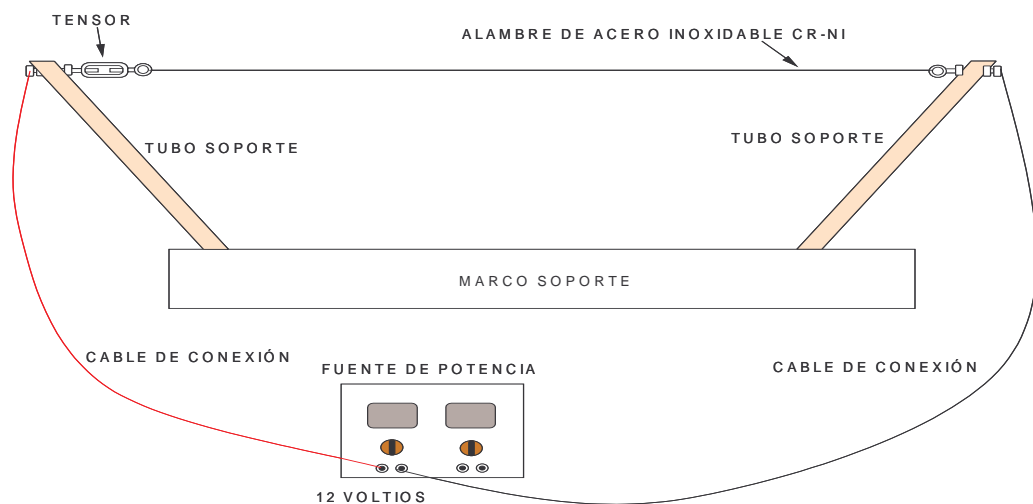 TENSOR
ALAMBRE DE ACERO INOXIDABLE CR-NI
TUBO SOPORTE
TUBO SOPORTE
MARCO SOPORTE
CABLE DE CONEXIÓN
CABLE DE CONEXIÓN
FUENTE DE POTENCIA
12 VOLTIOS